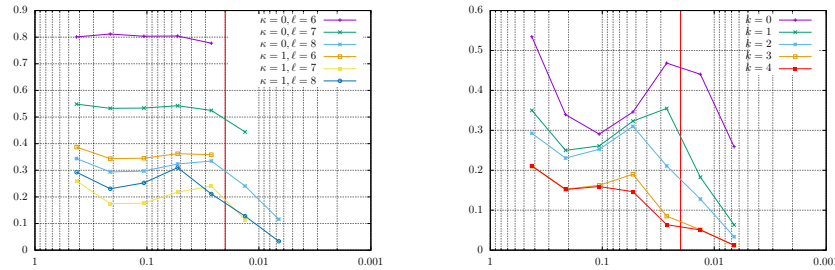 0.9
0.8
0.7
0.6
0.5
0.4
0.3
0.2
0.1
0
1
0.1
0.01
0.001
κ = 0, ℓ = 6
κ = 0, ℓ = 7
κ = 0, ℓ = 8
κ = 1, ℓ = 6
κ = 1, ℓ = 7
κ = 1, ℓ = 8
0.6
0.5
0.4
0.3
0.2
0.1
0
1
0.1
0.01
0.001
k = 0
k = 1
k = 2
k = 3
k = 4